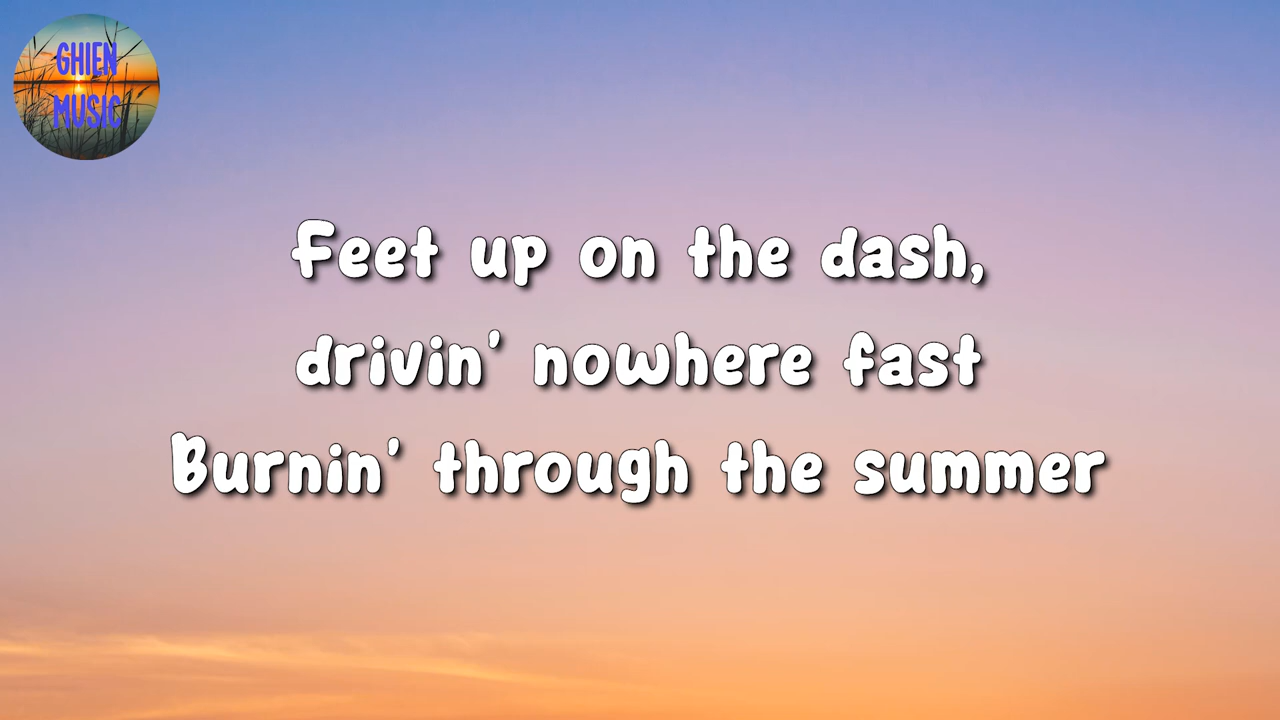 GHIEN
MUSIC
Feet up on the dash,
drivin' nowhere fast
Burnin' through the summer